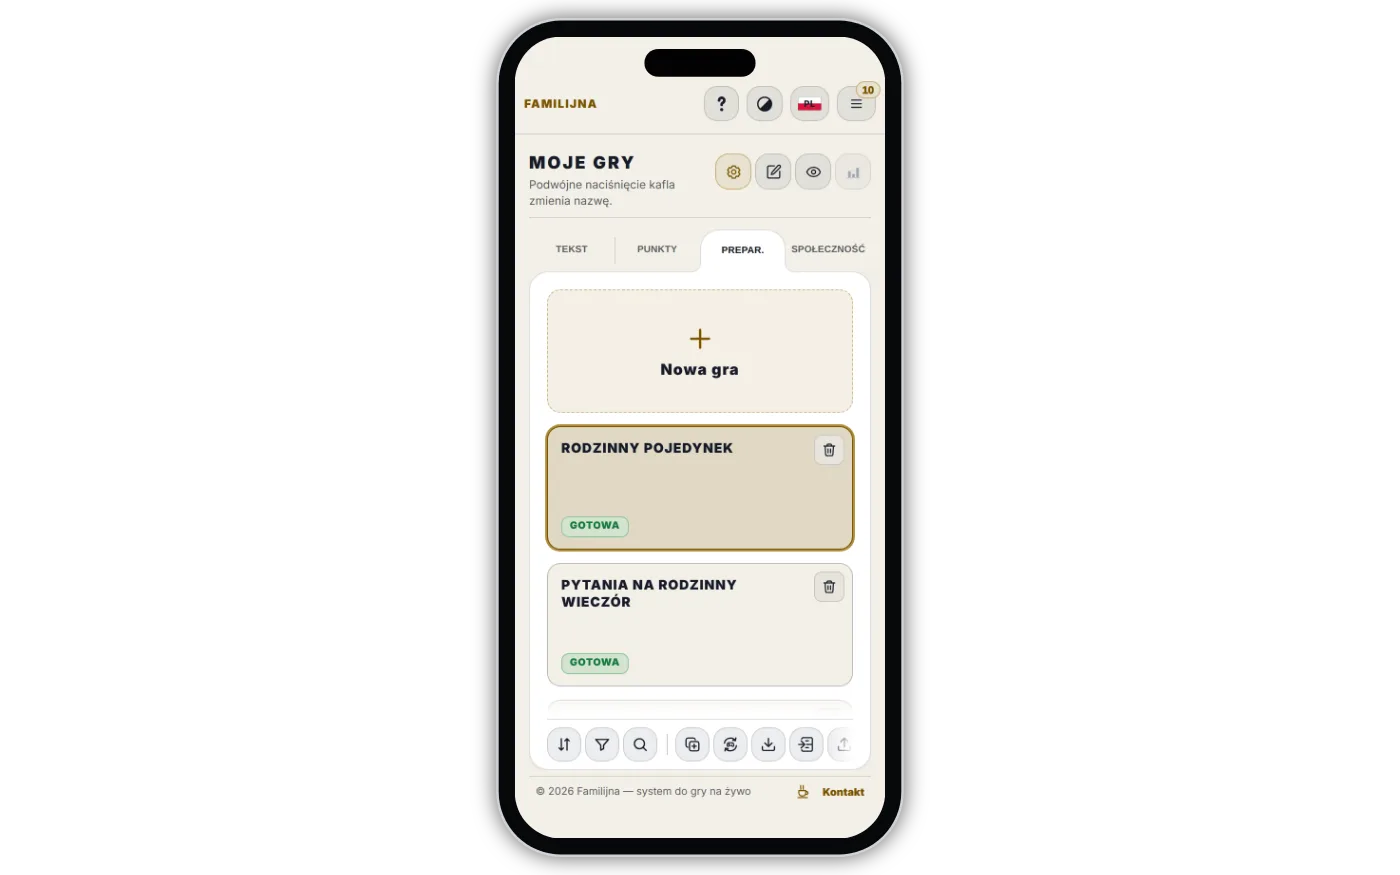 FAMILIJNA
?
PL
10
MOJE GRY
Podwójne naciśnięcie kafla
zmienia nazwę.
TEKST
PUNKTY
PREPAR.
SPOŁECZNOŚĆ
Nowa gra
RODZINNY POJEDYNEK
GOTOWA
PYTANIA NA RODZINNY
WIECZÓR
GOTOWA
© 2026 Familijna — system do gry na żywo
Kontakt